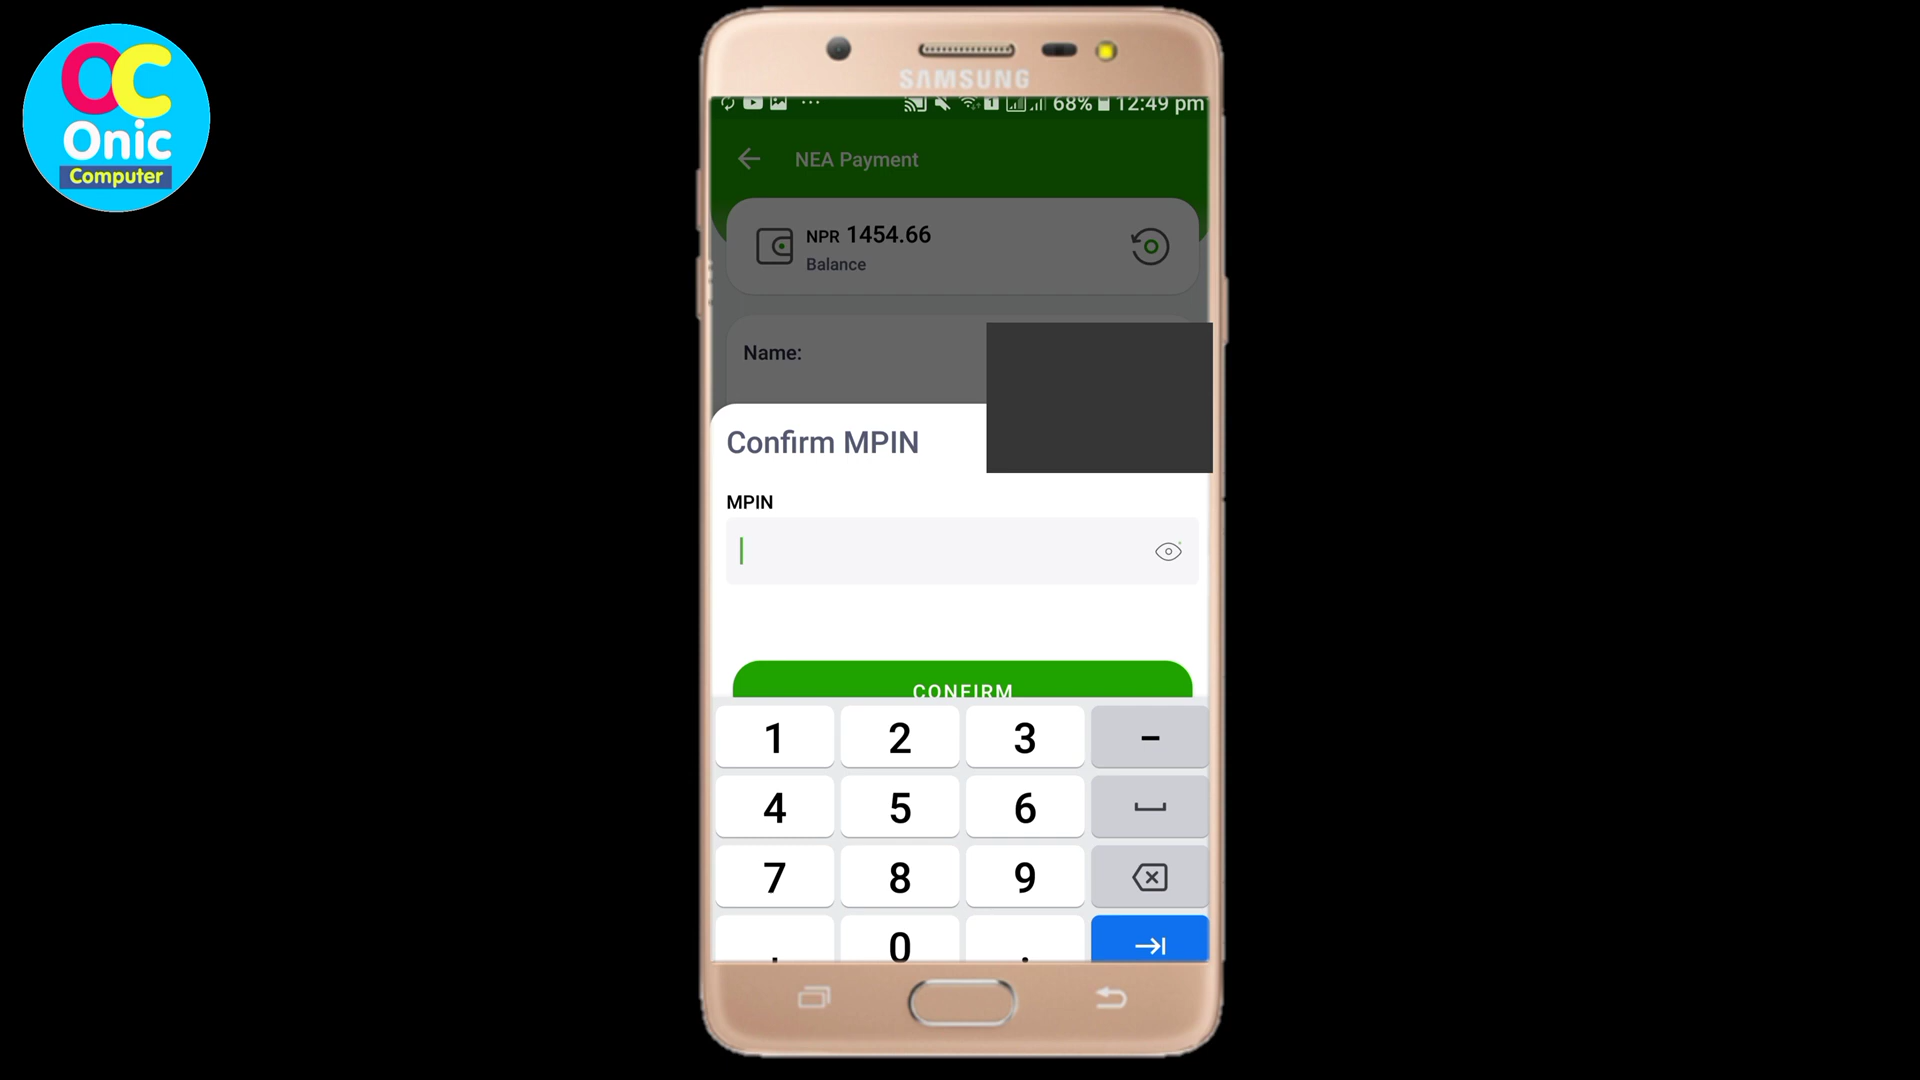 OC
Onic
Computer
SAMSUNG
1 68% 12:49 pm
NEA Payment
NPR 1454.66
Balance
Name:
Confirm MPIN
MPIN
CONFIRM
1 2 3 -
4 5 6
7 8 9
, 0 .